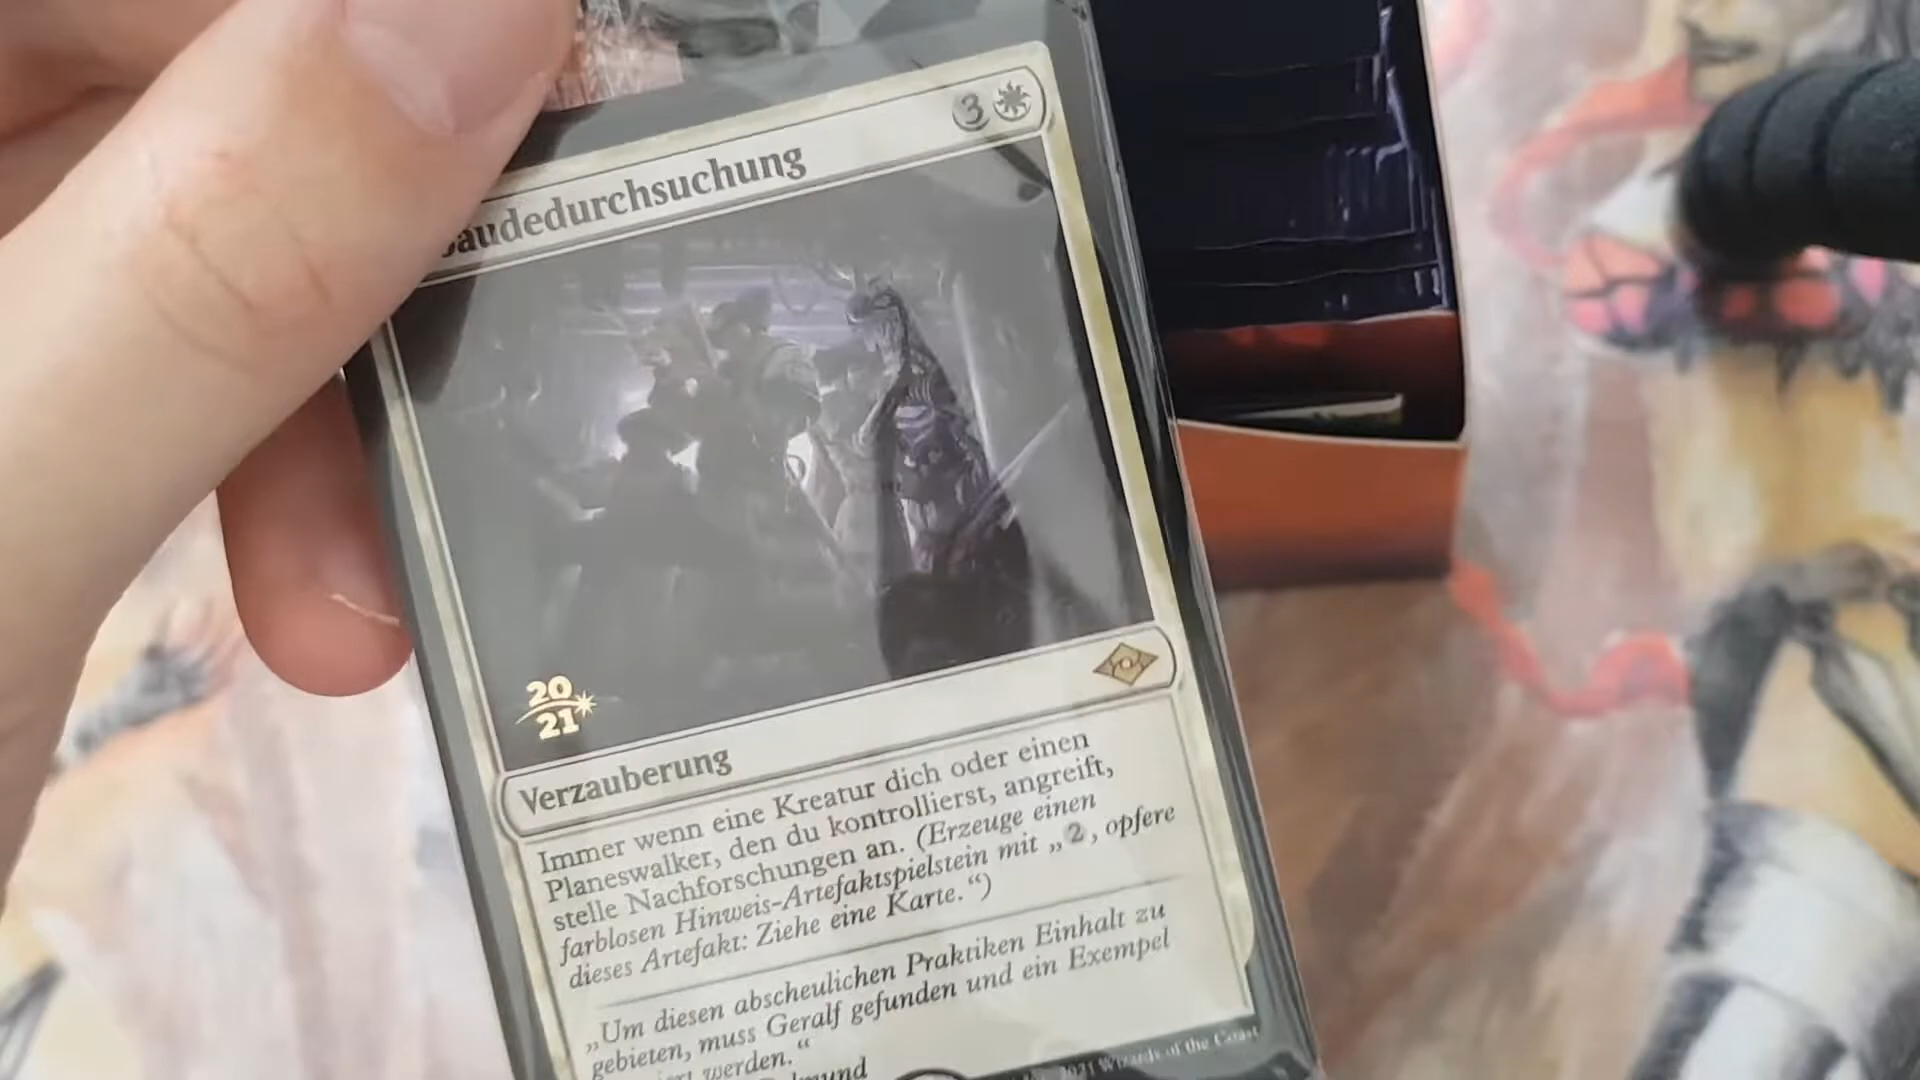 3
audedurchsuchung
20
21
Verzauberung
Immer wenn eine Kreatur dich oder einen
Planeswalker, den du kontrollierst, angreift,
stelle Nachforschungen an. (Erzeuge einen
farblosen Hinweis-Artefaktspielstein mit „2, opfere
dieses Artefakt: Ziehe eine Karte.“)
„Um diesen abscheulichen Praktiken Einhalt zu
gebieten, muss Geralf gefunden und ein Exempel
werden.“
2021 Wizards of the Coast